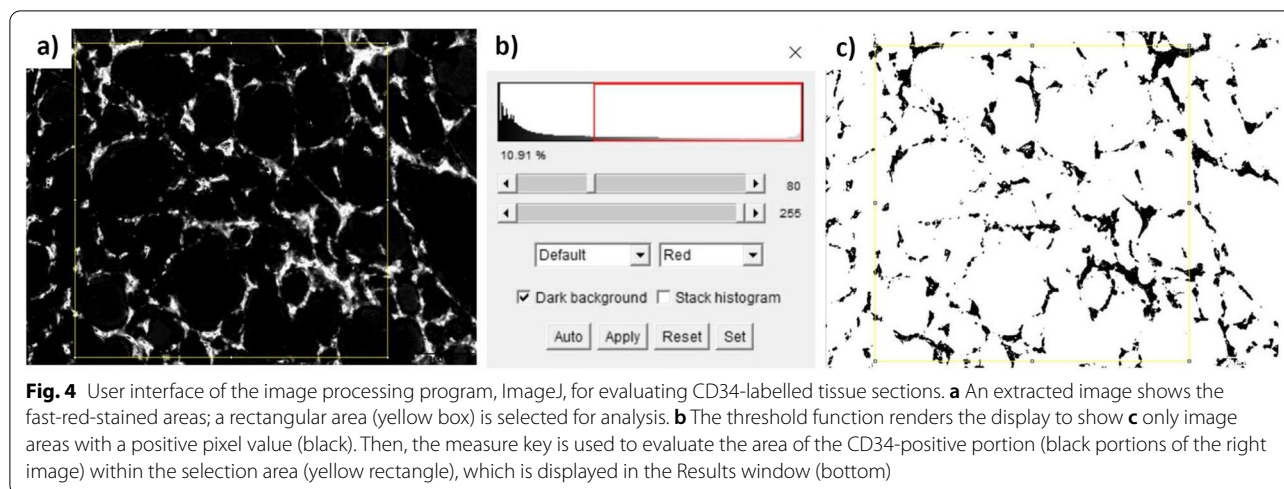 a)
b)
c)
10.91 %
80
255
Default Red
Dark background Stack histogram
Auto Apply Reset Set
Fig. 4 User interface of the image processing program, ImageJ, for evaluating CD34-labelled tissue sections. a An extracted image shows the
fast-red-stained areas; a rectangular area (yellow box) is selected for analysis. b The threshold function renders the display to show c only image
areas with a positive pixel value (black). Then, the measure key is used to evaluate the area of the CD34-positive portion (black portions of the right
image) within the selection area (yellow rectangle), which is displayed in the Results window (bottom)